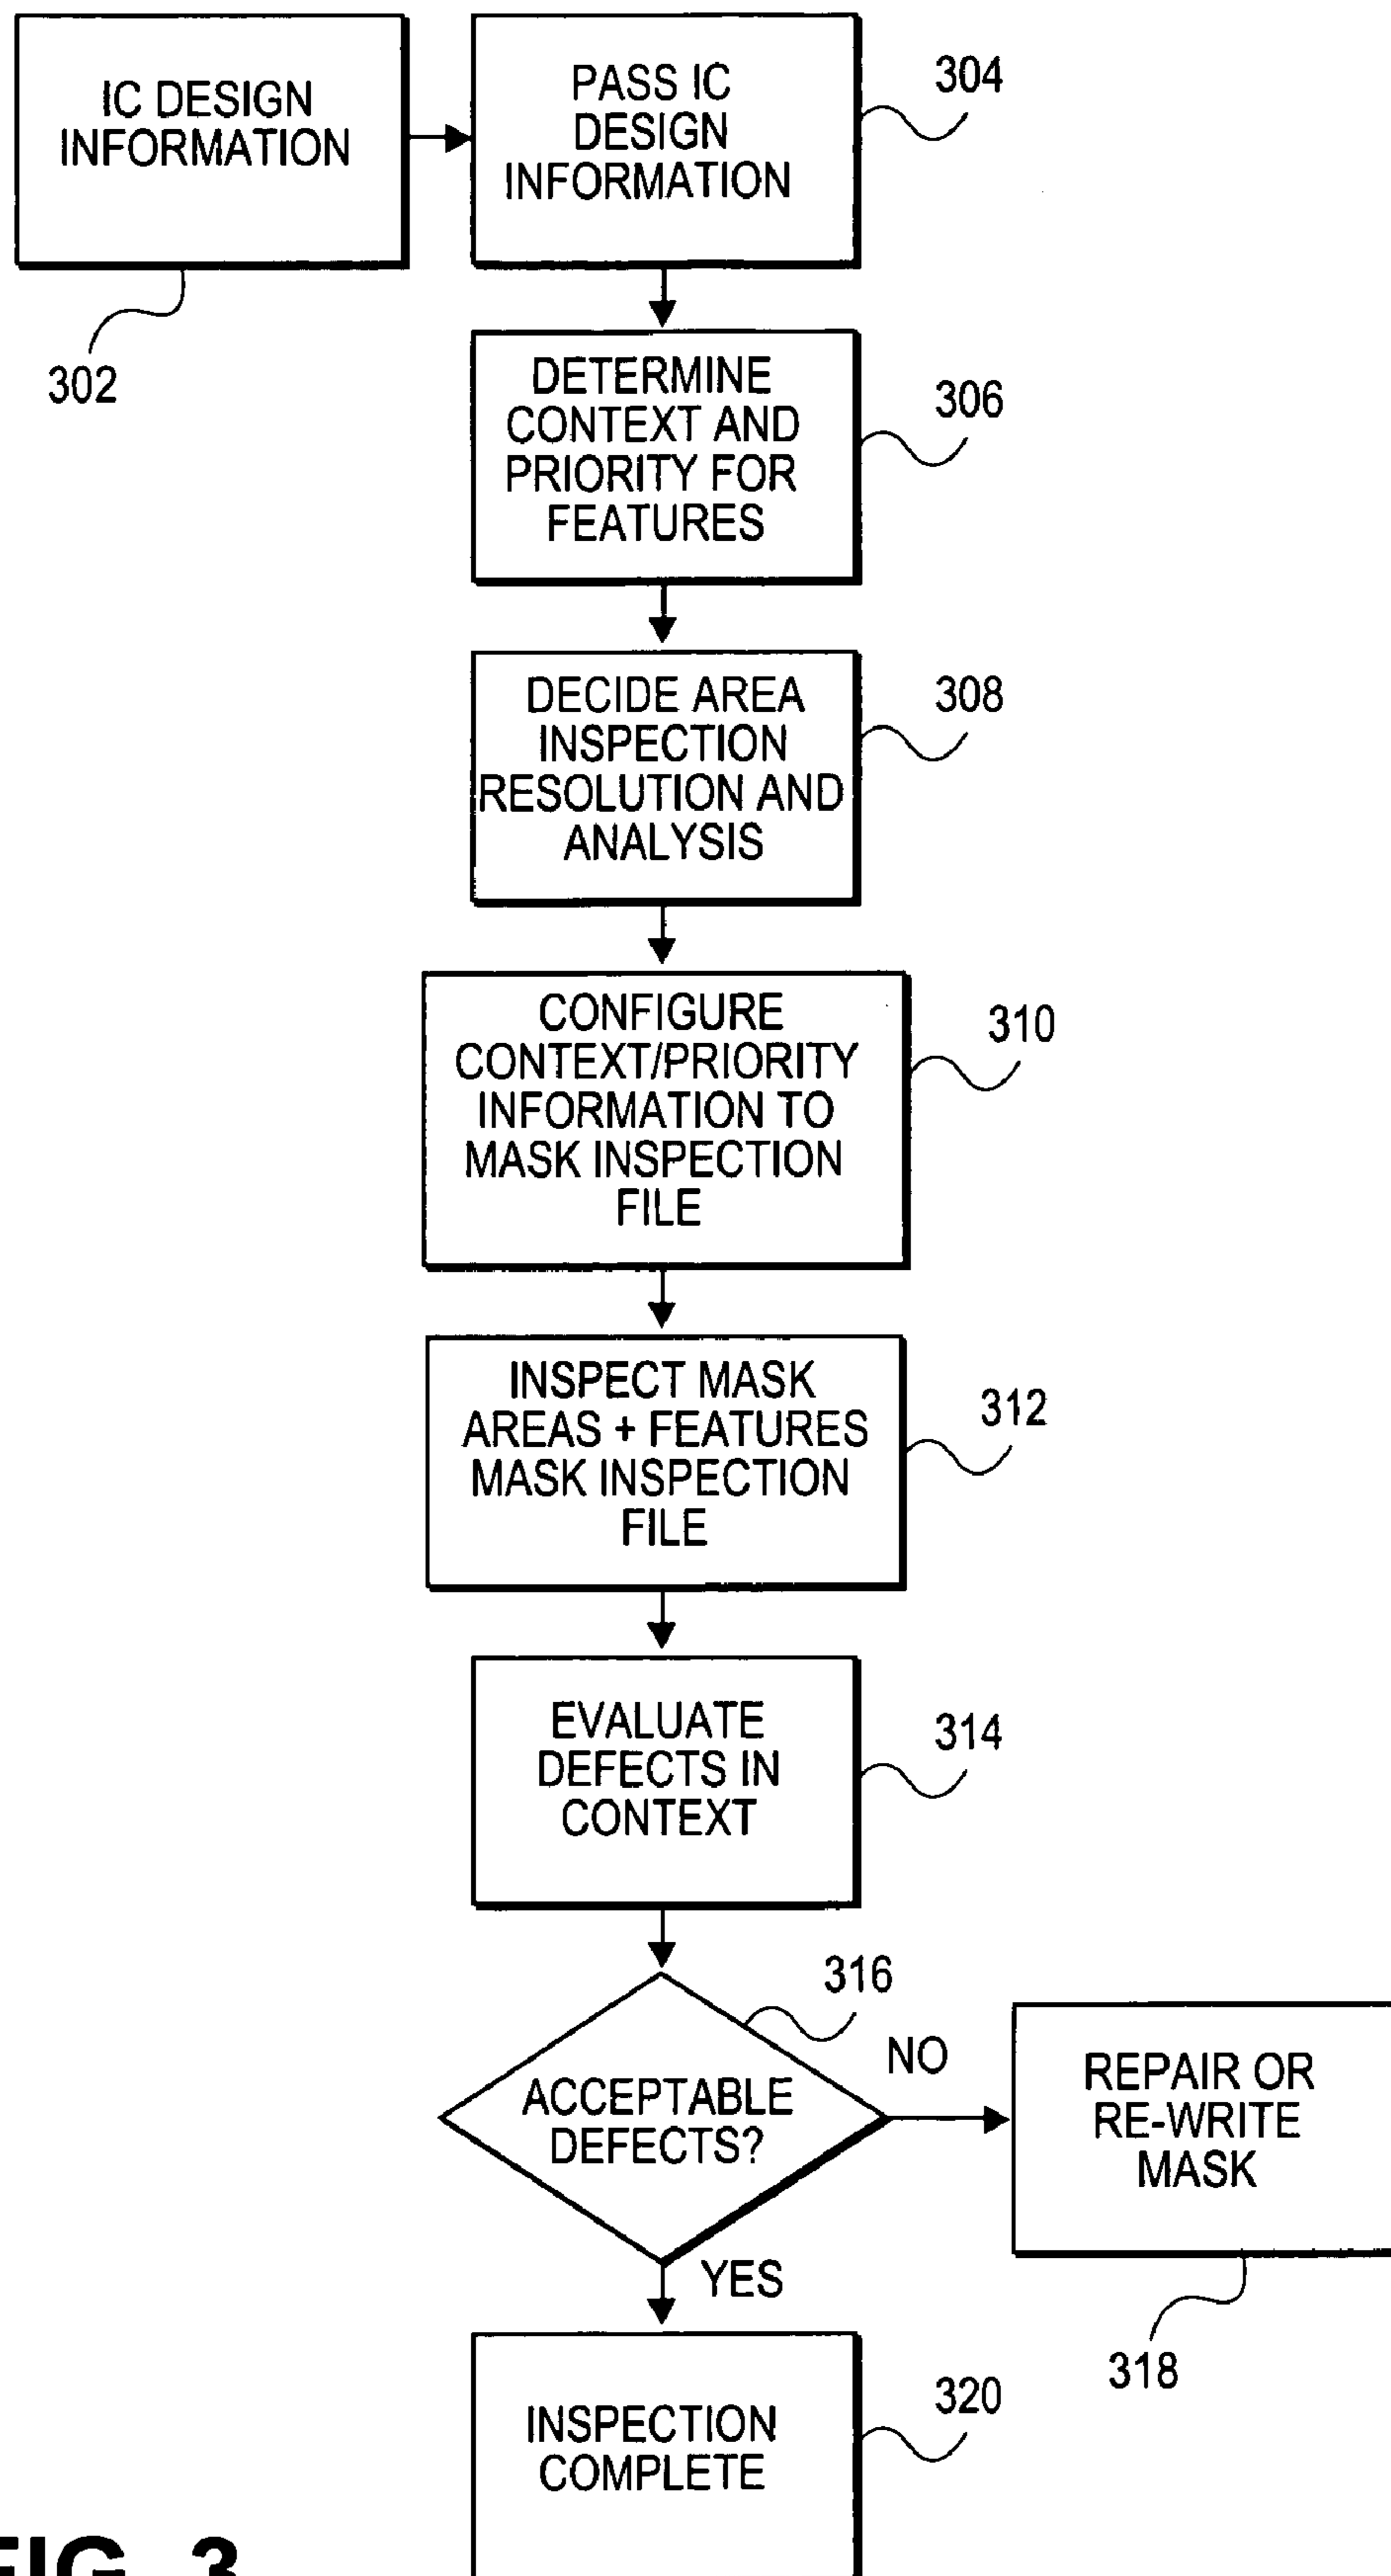 IC DESIGN
INFORMATION
302
PASS IC
DESIGN
INFORMATION
304
DETERMINE
CONTEXT AND
PRIORITY FOR
FEATURES
306
DECIDE AREA
INSPECTION
RESOLUTION AND
ANALYSIS
308
CONFIGURE
CONTEXT/PRIORITY
INFORMATION TO
MASK INSPECTION
FILE
310
INSPECT MASK
AREAS + FEATURES
MASK INSPECTION
FILE
312
EVALUATE
DEFECTS IN
CONTEXT
314
316
ACCEPTABLE
DEFECTS?
NO
REPAIR OR
RE-WRITE
MASK
318
YES
INSPECTION
COMPLETE
320
FIG. 3